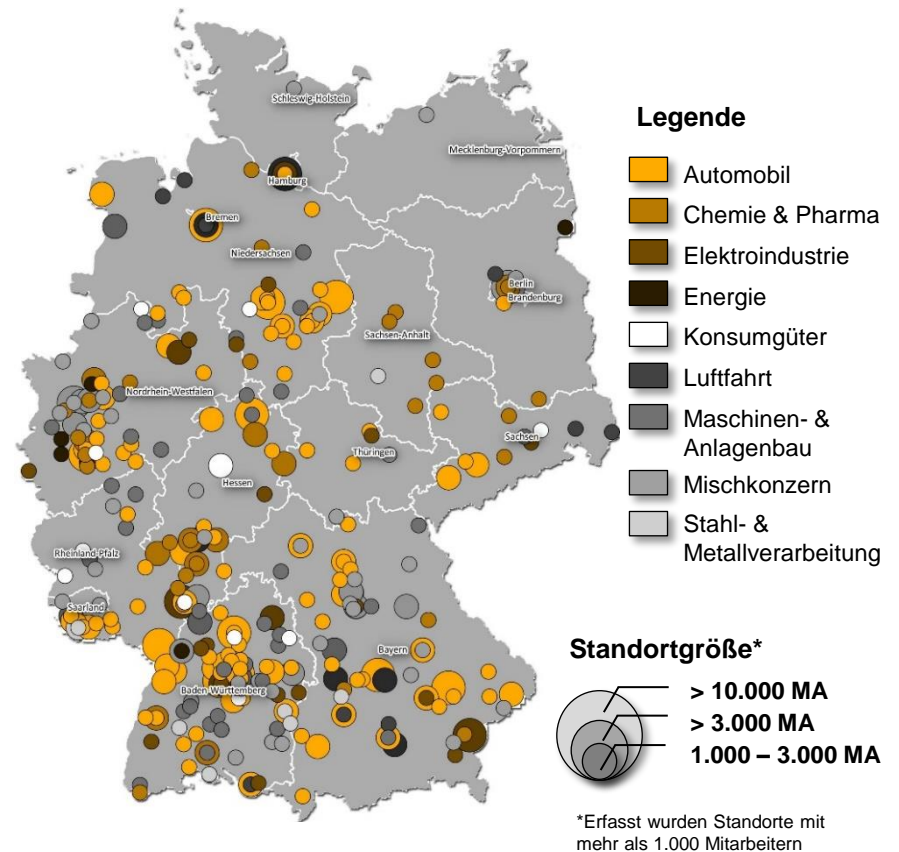 Schleswig-Holstein
Mecklenburg-Vorpommern
Hamburg
Bremen
Niedersachsen
Berlin
Brandenburg
Sachsen-Anhalt
Nordrhein-Westfalen
Sachsen
Thüringen
Hessen
Rheinland-Pfalz
Saarland
Bayern
Baden-Württemberg
Legende
Automobil
Chemie & Pharma
Elektroindustrie
Energie
Konsumgüter
Luftfahrt
Maschinen- &
Anlagenbau
Mischkonzern
Stahl- &
Metallverarbeitung
Standortgröße*
> 10.000 MA
> 3.000 MA
1.000 – 3.000 MA
*Erfasst wurden Standorte mit
mehr als 1.000 Mitarbeitern